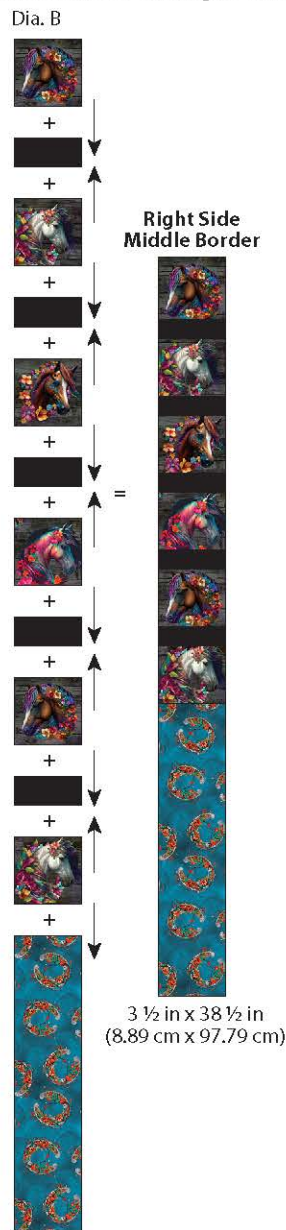 Dia. B
+
+
+
+
+
+
+
+
+
+
+
=
Right Side
Middle Border
3 ½ in x 38 ½ in
(8.89 cm x 97.79 cm)